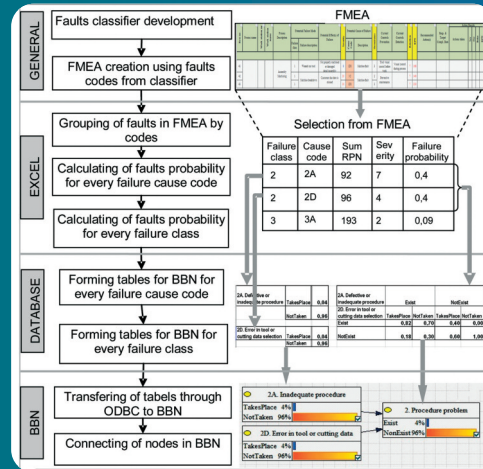 GENERAL
Faults classifier development
FMEA creation using faults
codes from classifier
EXCEL
Grouping of faults in FMEA by
codes
Calculating of faults probability
for every failure cause code
Calculating of faults probability
for every failure class
DATABASE
Forming tables for BBN for
every failure cause code
Forming tables for BBN for
every failure class
BBN
Transfering of tabels through
ODBC to BBN
Connecting of nodes in BBN
FMEA
Selection from FMEA
Failure class Cause code Sum RPN Sev erity Failure probability
2 2A 92 7 0,4
2 2D 96 4 0,4
3 3A 193 2 0,09
2A. Defective or
inadequate procedure TakesPlace 0,04
NotTaken 0,96
2D. Error in tool or
cutting data selection TakesPlace 0,04
NotTaken 0,96
2A. Defective or
inadequate procedure Exist NotExist
2D. Error in tool or
cutting data selection TakesPlace NotTaken TakesPlace NotTaken
Exist 0,82 0,70 0,40 0,00
NotExist 0,18 0,30 0,60 1,00
2A. Inadequate procedure
TakesPlace 4%
NotTaken 96%
2D. Error in tool or cutting data
TakesPlace 4%
NotTaken 96%
2. Procedure problem
Exist 4%
NonExist 96%